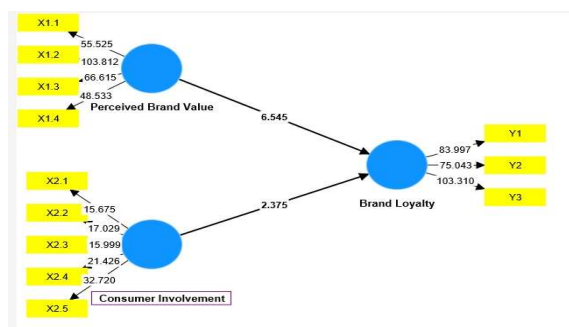 X1.1
X1.2
X1.3
X1.4
55.525
103.812
66.615
48.533
Perceived Brand Value
6.545
X2.1
X2.2
X2.3
X2.4
X2.5
15.675
17.029
15.999
21.426
32.720
Consumer Involvement
2.375
Brand Loyalty
83.997
75.043
103.310
Y1
Y2
Y3